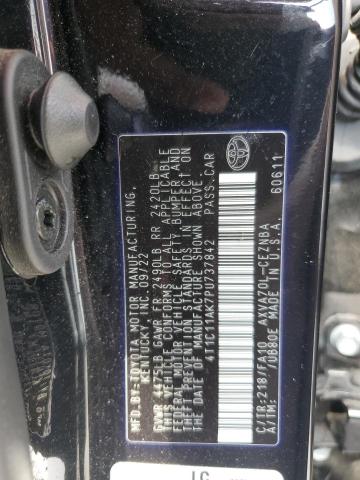 MFD.BY:TOYOTA MOTOR MANUFACTURING,
KENTUCKY, INC. 09/22
GVWR 4475LB GAWR FR 2420LB RR 2420LB
THIS VEHICLE CONFORMS TO ALL APPLICABLE
FEDERAL MOTOR VEHICLE SAFETY, BUMPER AND
THEFT PREVENTION STANDARDS IN EFFECT ON
THE DATE OF MANUFACTURE SHOWN ABOVE.
4T1C11AK7PU737842 PASS.CAR
60611
C/TR:218/FA10 AXVA70L-CEZNBA
A/TM: /UB80E MADE IN U.S.A.